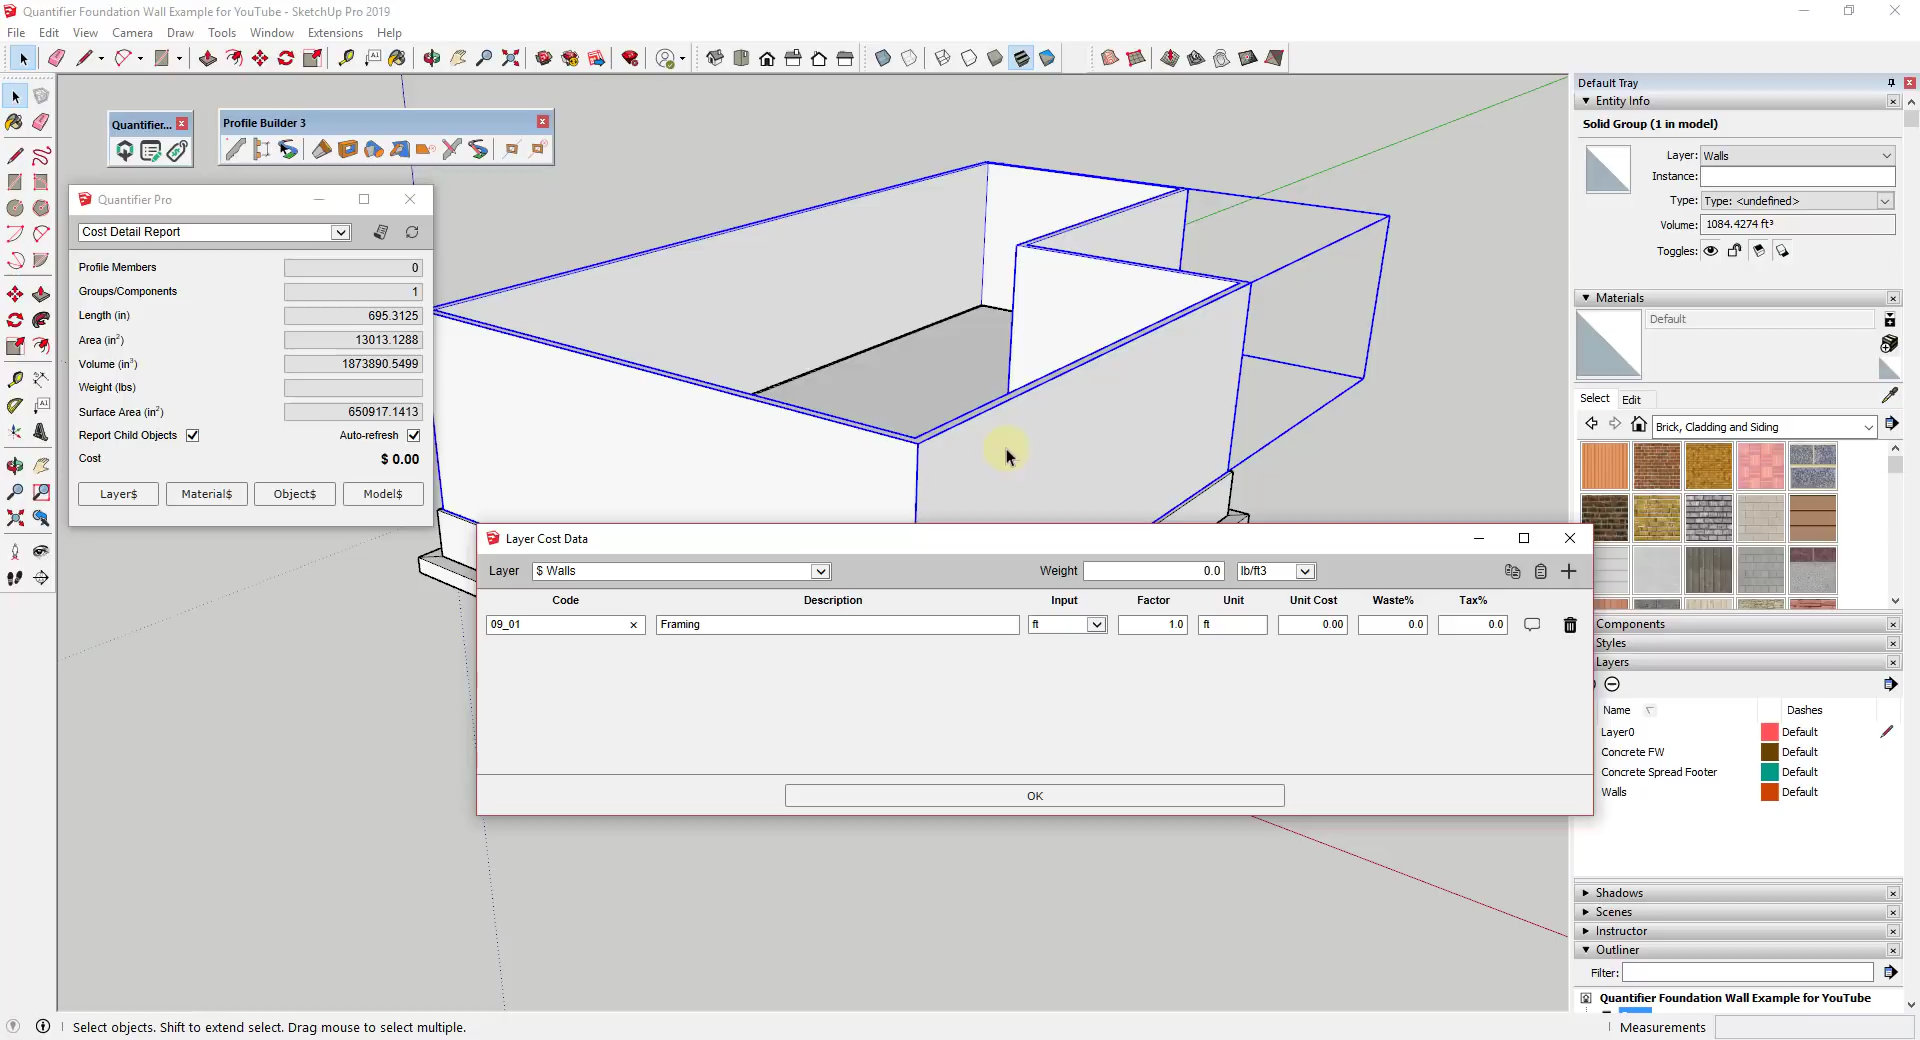 Quantifier Foundation Wall Example for YouTube - SketchUp Pro 2019
File Edit View Camera Draw Tools Window Extensions Help
Quantifier...
Profile Builder 3
Quantifier Pro
Cost Detail Report
Profile Members 0
Groups/Components 1
Length (in) 695.3125
Area (in²) 13013.1288
Volume (in³) 1873890.5499
Weight (lbs)
Surface Area (in²) 650917.1413
Report Child Objects Auto-refresh
Cost $ 0.00
Layer$ Material$ Object$ Model$
Layer Cost Data
Layer $ Walls Weight 0.0 lb/ft3
Code Description Input Factor Unit Unit Cost Waste% Tax%
09_01 Framing ft 1.0 ft 0.00 0.0 0.0
OK
Default Tray
Entity Info
Solid Group (1 in model)
Layer: Walls
Instance:
Type: Type: <undefined>
Volume: 1084.4274 ft³
Toggles:
Materials
Default
Select Edit
Brick, Cladding and Siding
Components
Styles
Layers
Name Dashes
Layer0 Default
Concrete FW Default
Concrete Spread Footer Default
Walls Default
Shadows
Scenes
Instructor
Outliner
Filter:
Quantifier Foundation Wall Example for YouTube
Select objects. Shift to extend select. Drag mouse to select multiple.
Measurements